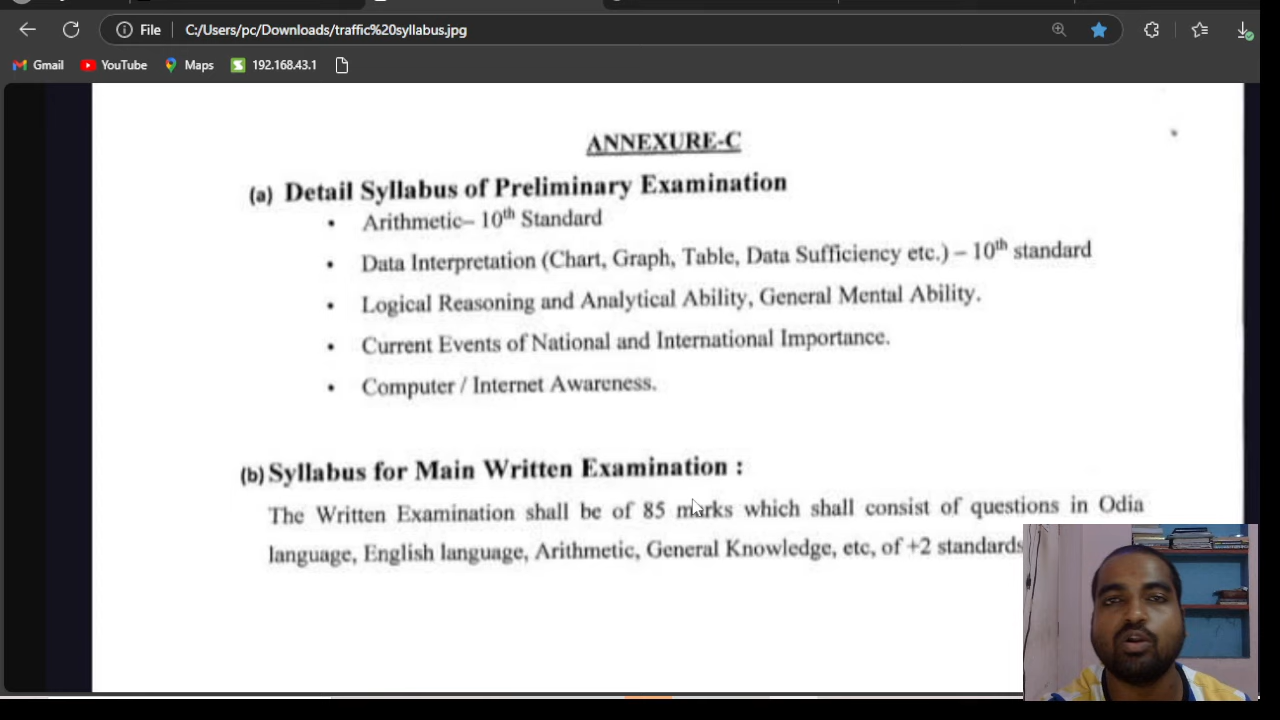 File
C:/Users/pc/Downloads/traffic%20syllabus.jpg
Gmail YouTube Maps 192.168.43.1
ANNEXURE-C
(a) Detail Syllabus of Preliminary Examination
• Arithmetic– 10th Standard
• Data Interpretation (Chart, Graph, Table, Data Sufficiency etc.) – 10th standard
• Logical Reasoning and Analytical Ability, General Mental Ability.
• Current Events of National and International Importance.
• Computer / Internet Awareness.
(b) Syllabus for Main Written Examination :
The Written Examination shall be of 85 marks which shall consist of questions in Odia
language, English language, Arithmetic, General Knowledge, etc, of +2 standards